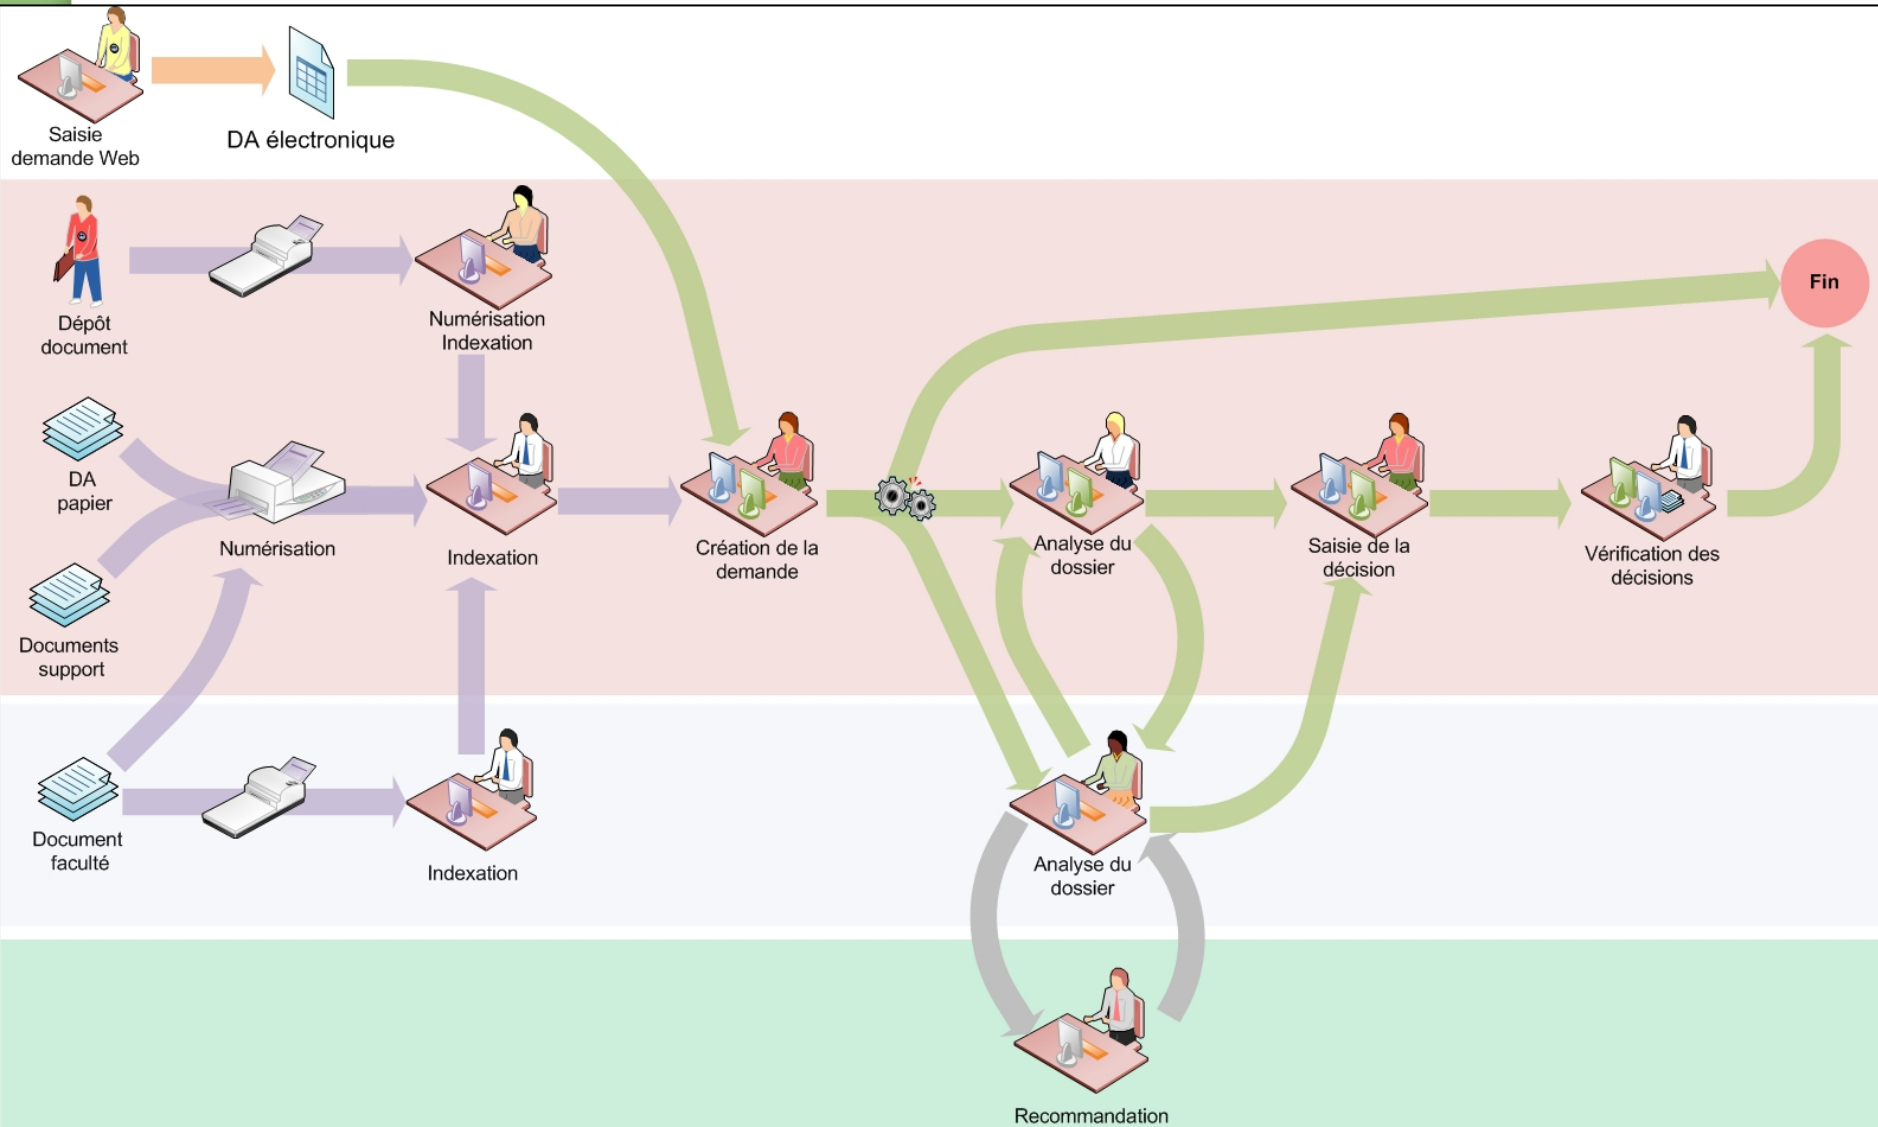 Saisie
demande Web
DA électronique
Dépôt
document
Numérisation
Indexation
Fin
DA
papier
Numérisation
Indexation
Création de la
demande
Analyse du
dossier
Saisie de la
décision
Vérification des
décisions
Documents
support
Document
faculté
Indexation
Analyse du
dossier
Recommandation